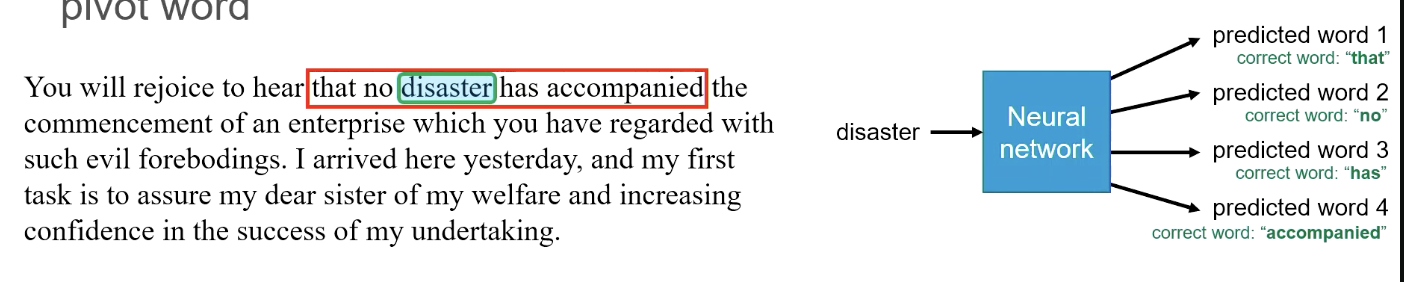 pivot word
You will rejoice to hear that no disaster has accompanied the
commencement of an enterprise which you have regarded with
such evil forebodings. I arrived here yesterday, and my first
task is to assure my dear sister of my welfare and increasing
confidence in the success of my undertaking.
disaster
Neural
network
predicted word 1
correct word: “that”
predicted word 2
correct word: “no”
predicted word 3
correct word: “has”
predicted word 4
correct word: “accompanied”